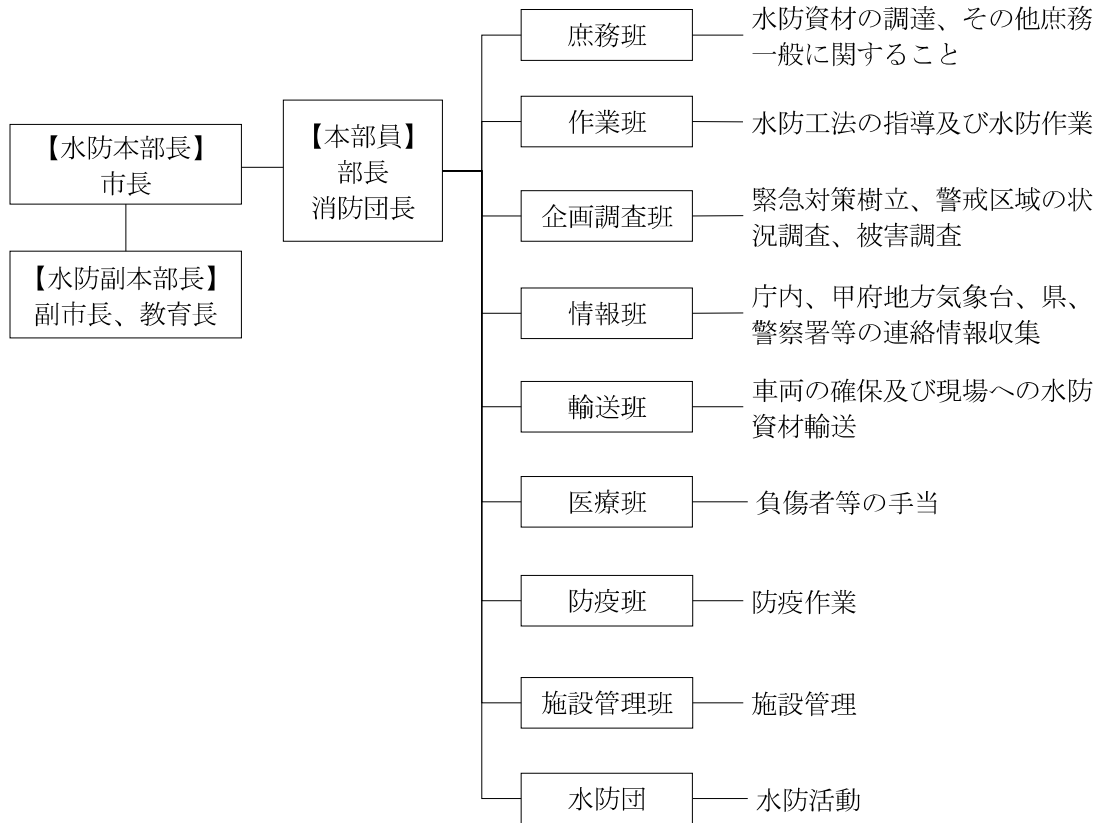 【水防本部長】
市長
【水防副本部長】
副市長、教育長
【本部員】
部長
消防団長
庶務班
水防資材の調達、その他庶務
一般に関すること
作業班
水防工法の指導及び水防作業
企画調査班
緊急対策樹立、警戒区域の状
況調査、被害調査
情報班
庁内、甲府地方気象台、県、
警察署等の連絡情報収集
輸送班
車両の確保及び現場への水防
資材輸送
医療班
負傷者等の手当
防疫班
防疫作業
施設管理班
施設管理
水防団
水防活動